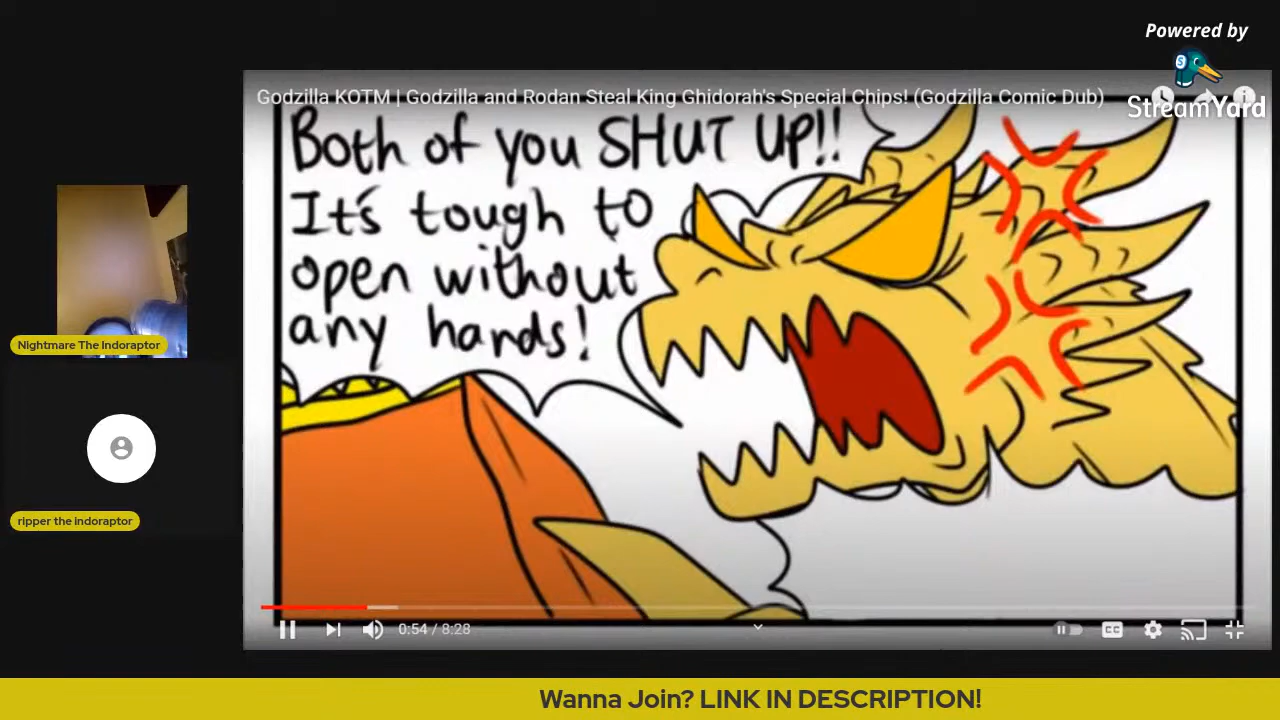 Powered by
StreamYard
Godzilla KOTM | Godzilla and Rodan Steal King Ghidorah's Special Chips! (Godzilla Comic Dub)
Both of you SHUT UP!!
It's tough to
open without
any hands!
Nightmare The Indoraptor
ripper the indoraptor
0:54 / 8:28
CC
Wanna Join? LINK IN DESCRIPTION!